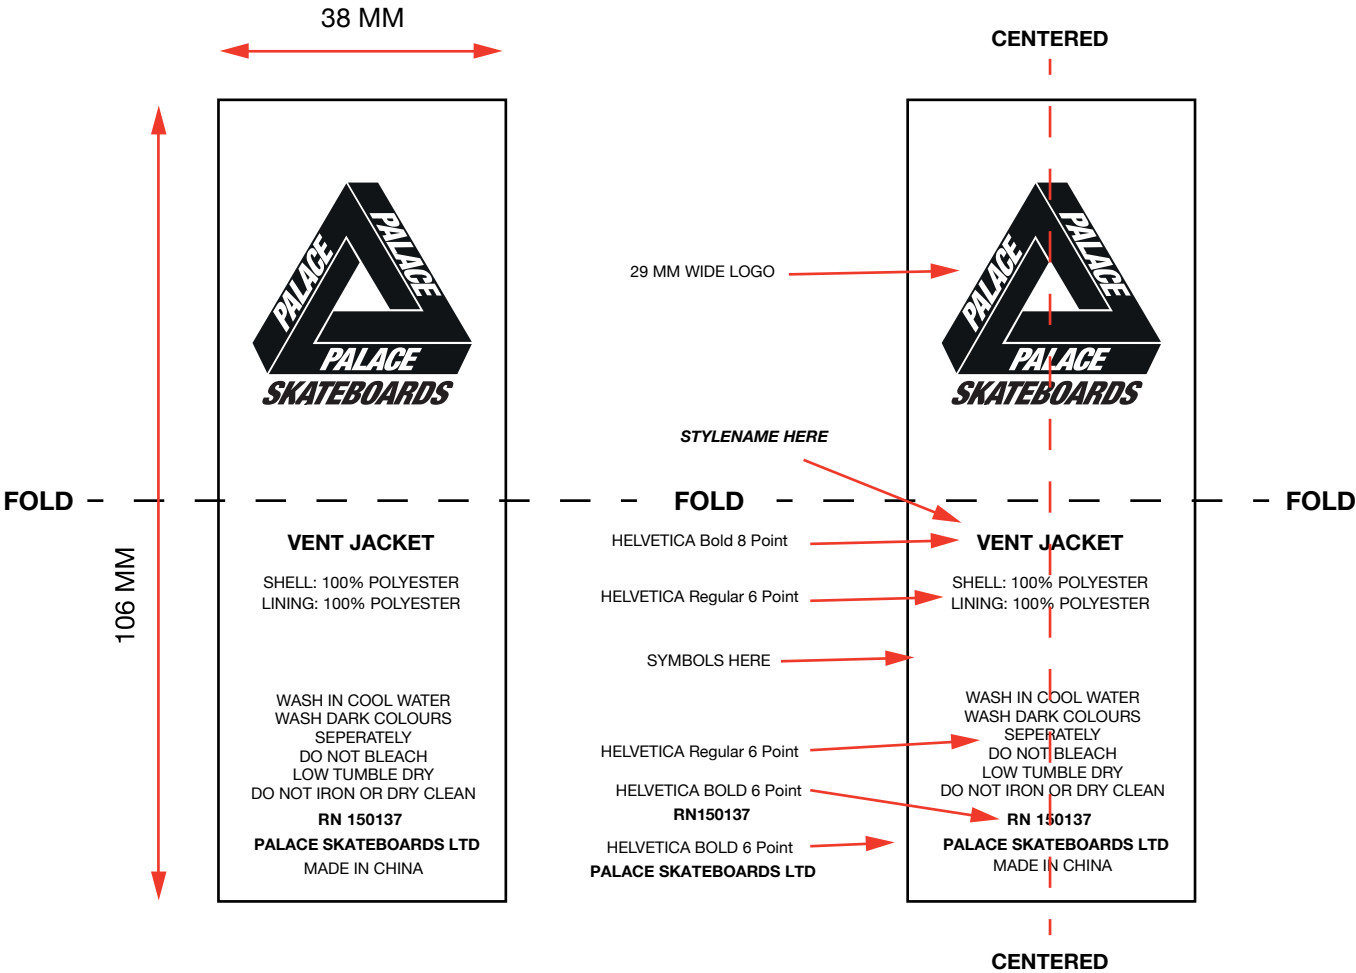 38 MM
CENTERED
106 MM
PALACE
PALACE
PALACE
SKATEBOARDS
29 MM WIDE LOGO
PALACE
PALACE
PALACE
SKATEBOARDS
STYLENAME HERE
FOLD
FOLD
FOLD
VENT JACKET
SHELL: 100% POLYESTER
LINING: 100% POLYESTER
WASH IN COOL WATER
WASH DARK COLOURS
SEPERATELY
DO NOT BLEACH
LOW TUMBLE DRY
DO NOT IRON OR DRY CLEAN
RN 150137
PALACE SKATEBOARDS LTD
MADE IN CHINA
HELVETICA Bold 8 Point
HELVETICA Regular 6 Point
SYMBOLS HERE
HELVETICA Regular 6 Point
HELVETICA BOLD 6 Point
RN150137
HELVETICA BOLD 6 Point
PALACE SKATEBOARDS LTD
VENT JACKET
SHELL: 100% POLYESTER
LINING: 100% POLYESTER
WASH IN COOL WATER
WASH DARK COLOURS
SEPERATELY
DO NOT BLEACH
LOW TUMBLE DRY
DO NOT IRON OR DRY CLEAN
RN 150137
PALACE SKATEBOARDS LTD
MADE IN CHINA
CENTERED